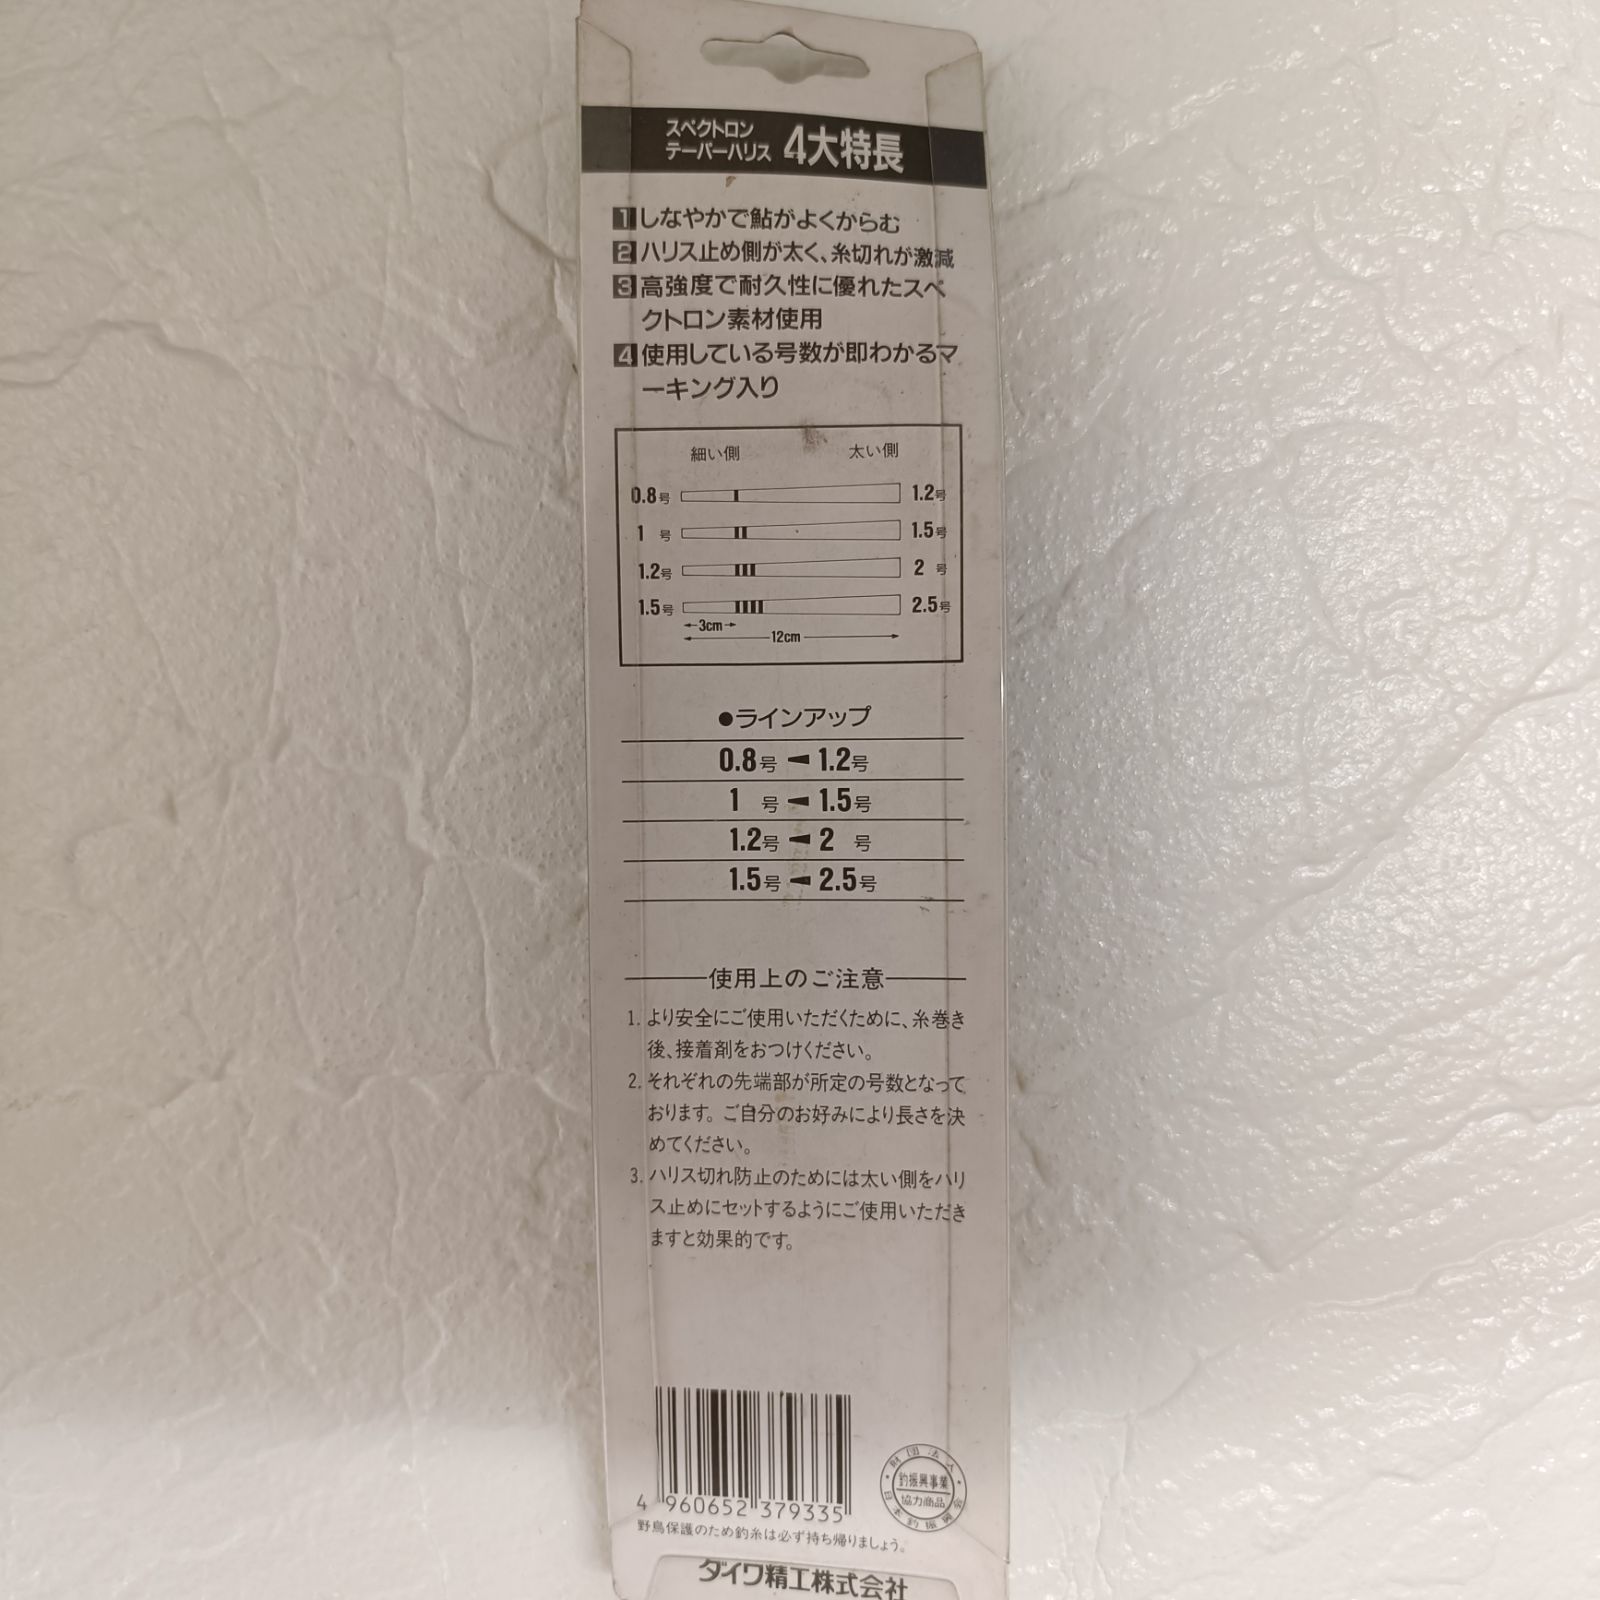 スペクトロン
テーパーハリス 4大特長
1 しなやかで鮎がよくからむ
2 ハリス止め側が太く、糸切れが激減
3 高強度で耐久性に優れたスペ
クトロン素材使用
4 使用している号数が即わかるマ
ーキング入り
細い側 太い側
0.8号 1.2号
1 号 1.5号
1.2号 2 号
1.5号 2.5号
3cm
12cm
●ラインアップ
0.8号 1.2号
1 号 1.5号
1.2号 2 号
1.5号 2.5号
使用上のご注意
1. より安全にご使用いただくために、糸巻き
後、接着剤をおつけください。
2. それぞれの先端部が所定の号数となって
おります。ご自分のお好みにより長さを決
めてください。
3. ハリス切れ防止のためには太い側をハリ
ス止めにセットするようにご使用いただき
ますと効果的です。
4 960652 379335
財団法人
釣振興事業
協力商品
日本釣振興会
野鳥保護のため釣糸は必ず持ち帰りましょう。
ダイワ精工株式会社